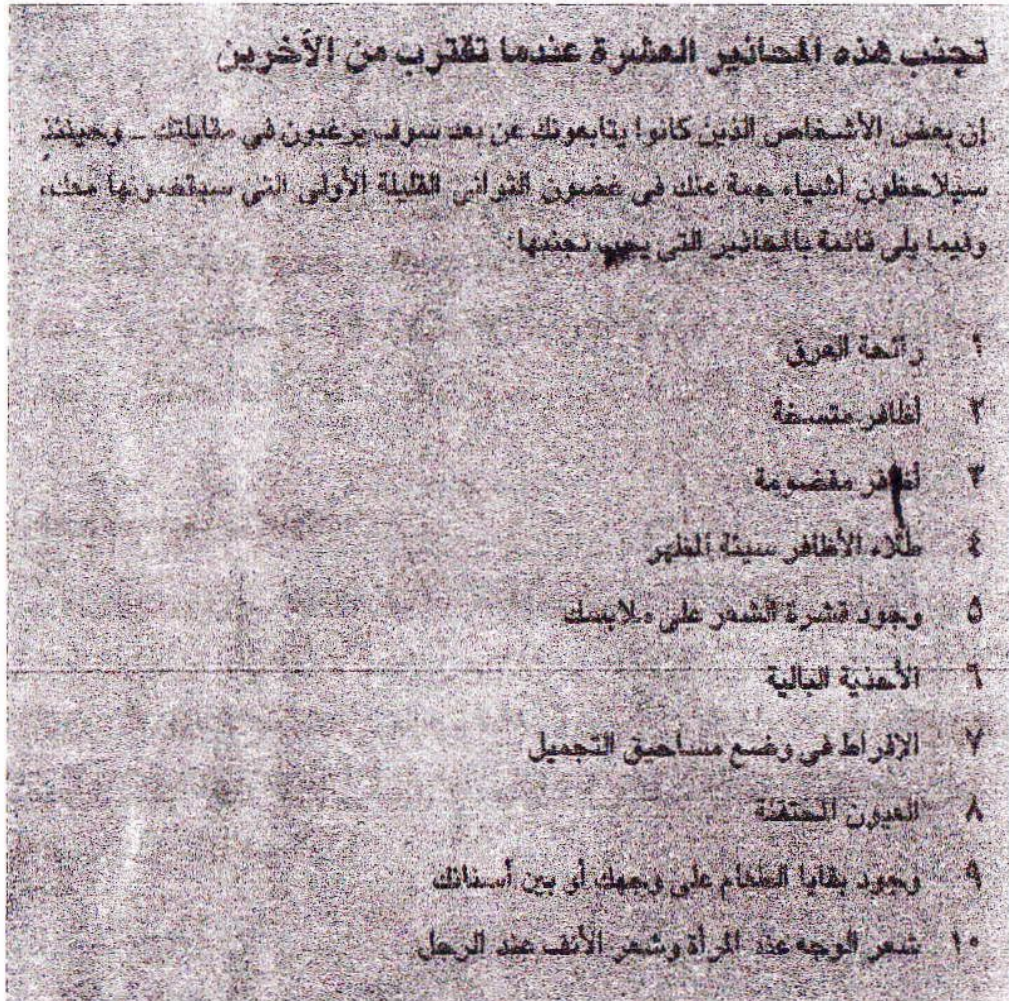 تجنب هذه المحاذير العشرة عندما تقترب من الآخرين
إن بعض الأشخاص الذين كانوا يتابعونك عن بعد سوف يرغبون في مقابلتك ــ وحينئذ
سيلاحظون أشياء جمة عنك في غضون الثواني القليلة الأولى التي سيقضونها معك،
وفيما يلي قائمة بالمحاذير التي يجب تجنبها:
١ رائحة العرق
٢ أظافر متسخة
٣ أظافر مقضومة
٤ طلاء الأظافر سيئة المظهر
٥ وجود قشرة الشعر على ملابسك
٦ الأحذية البالية
٧ الإفراط في وضع مساحيق التجميل
٨ العيون المحتقنة
٩ وجود بقايا الطعام على وجهك أو بين أسنانك
١٠ شعر الوجه عند المرأة وشعر الأنف عند الرجل